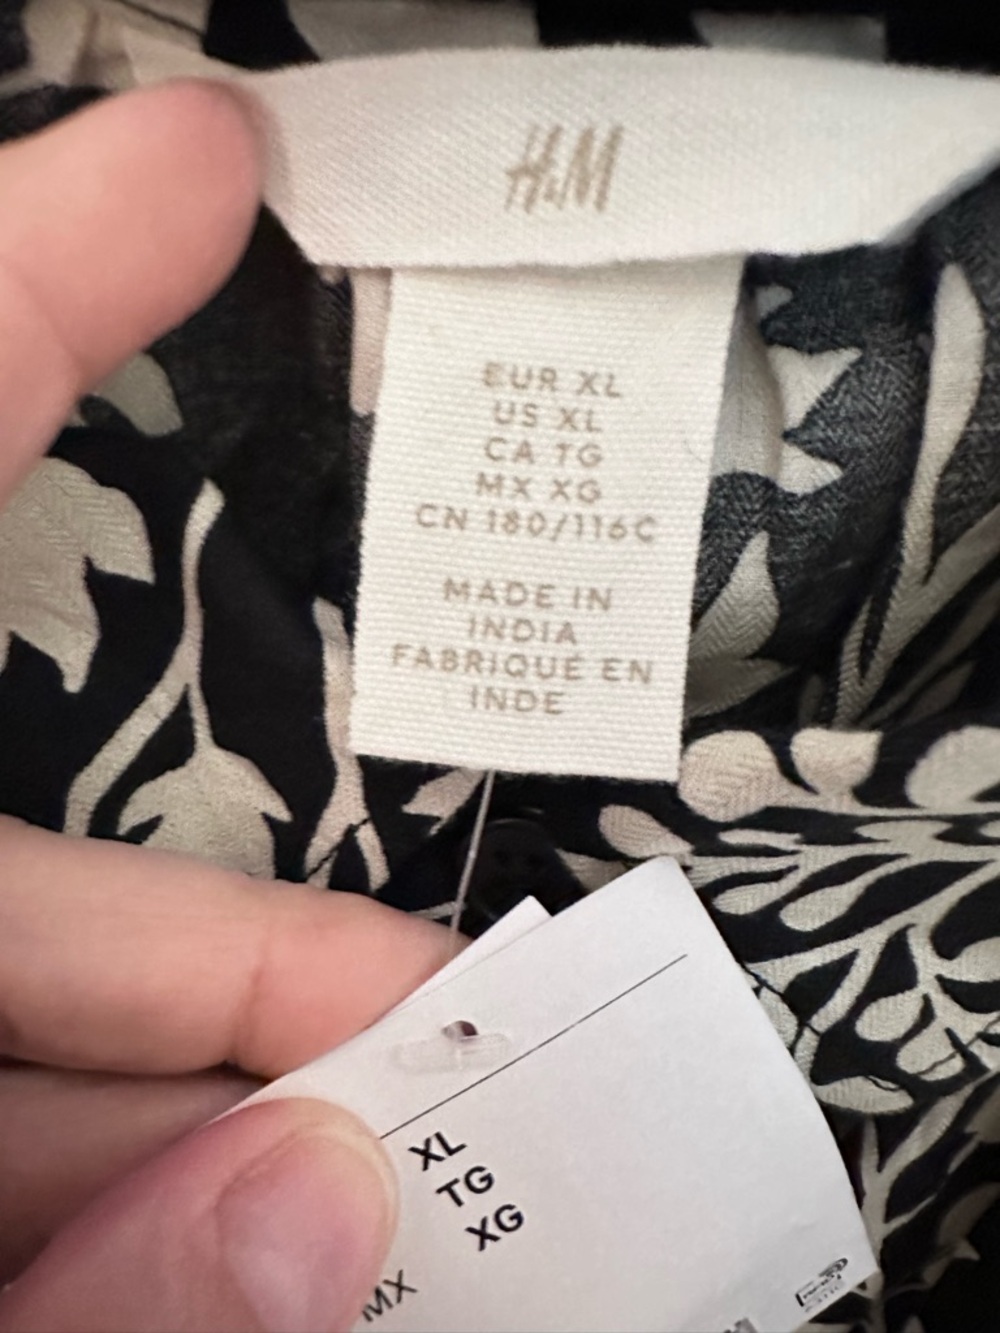 H&M
EUR XL
US XL
CA TG
MX XG
CN 180/116C
MADE IN
INDIA
FABRIQUÉ EN
INDE
XL
TG
XG
MX